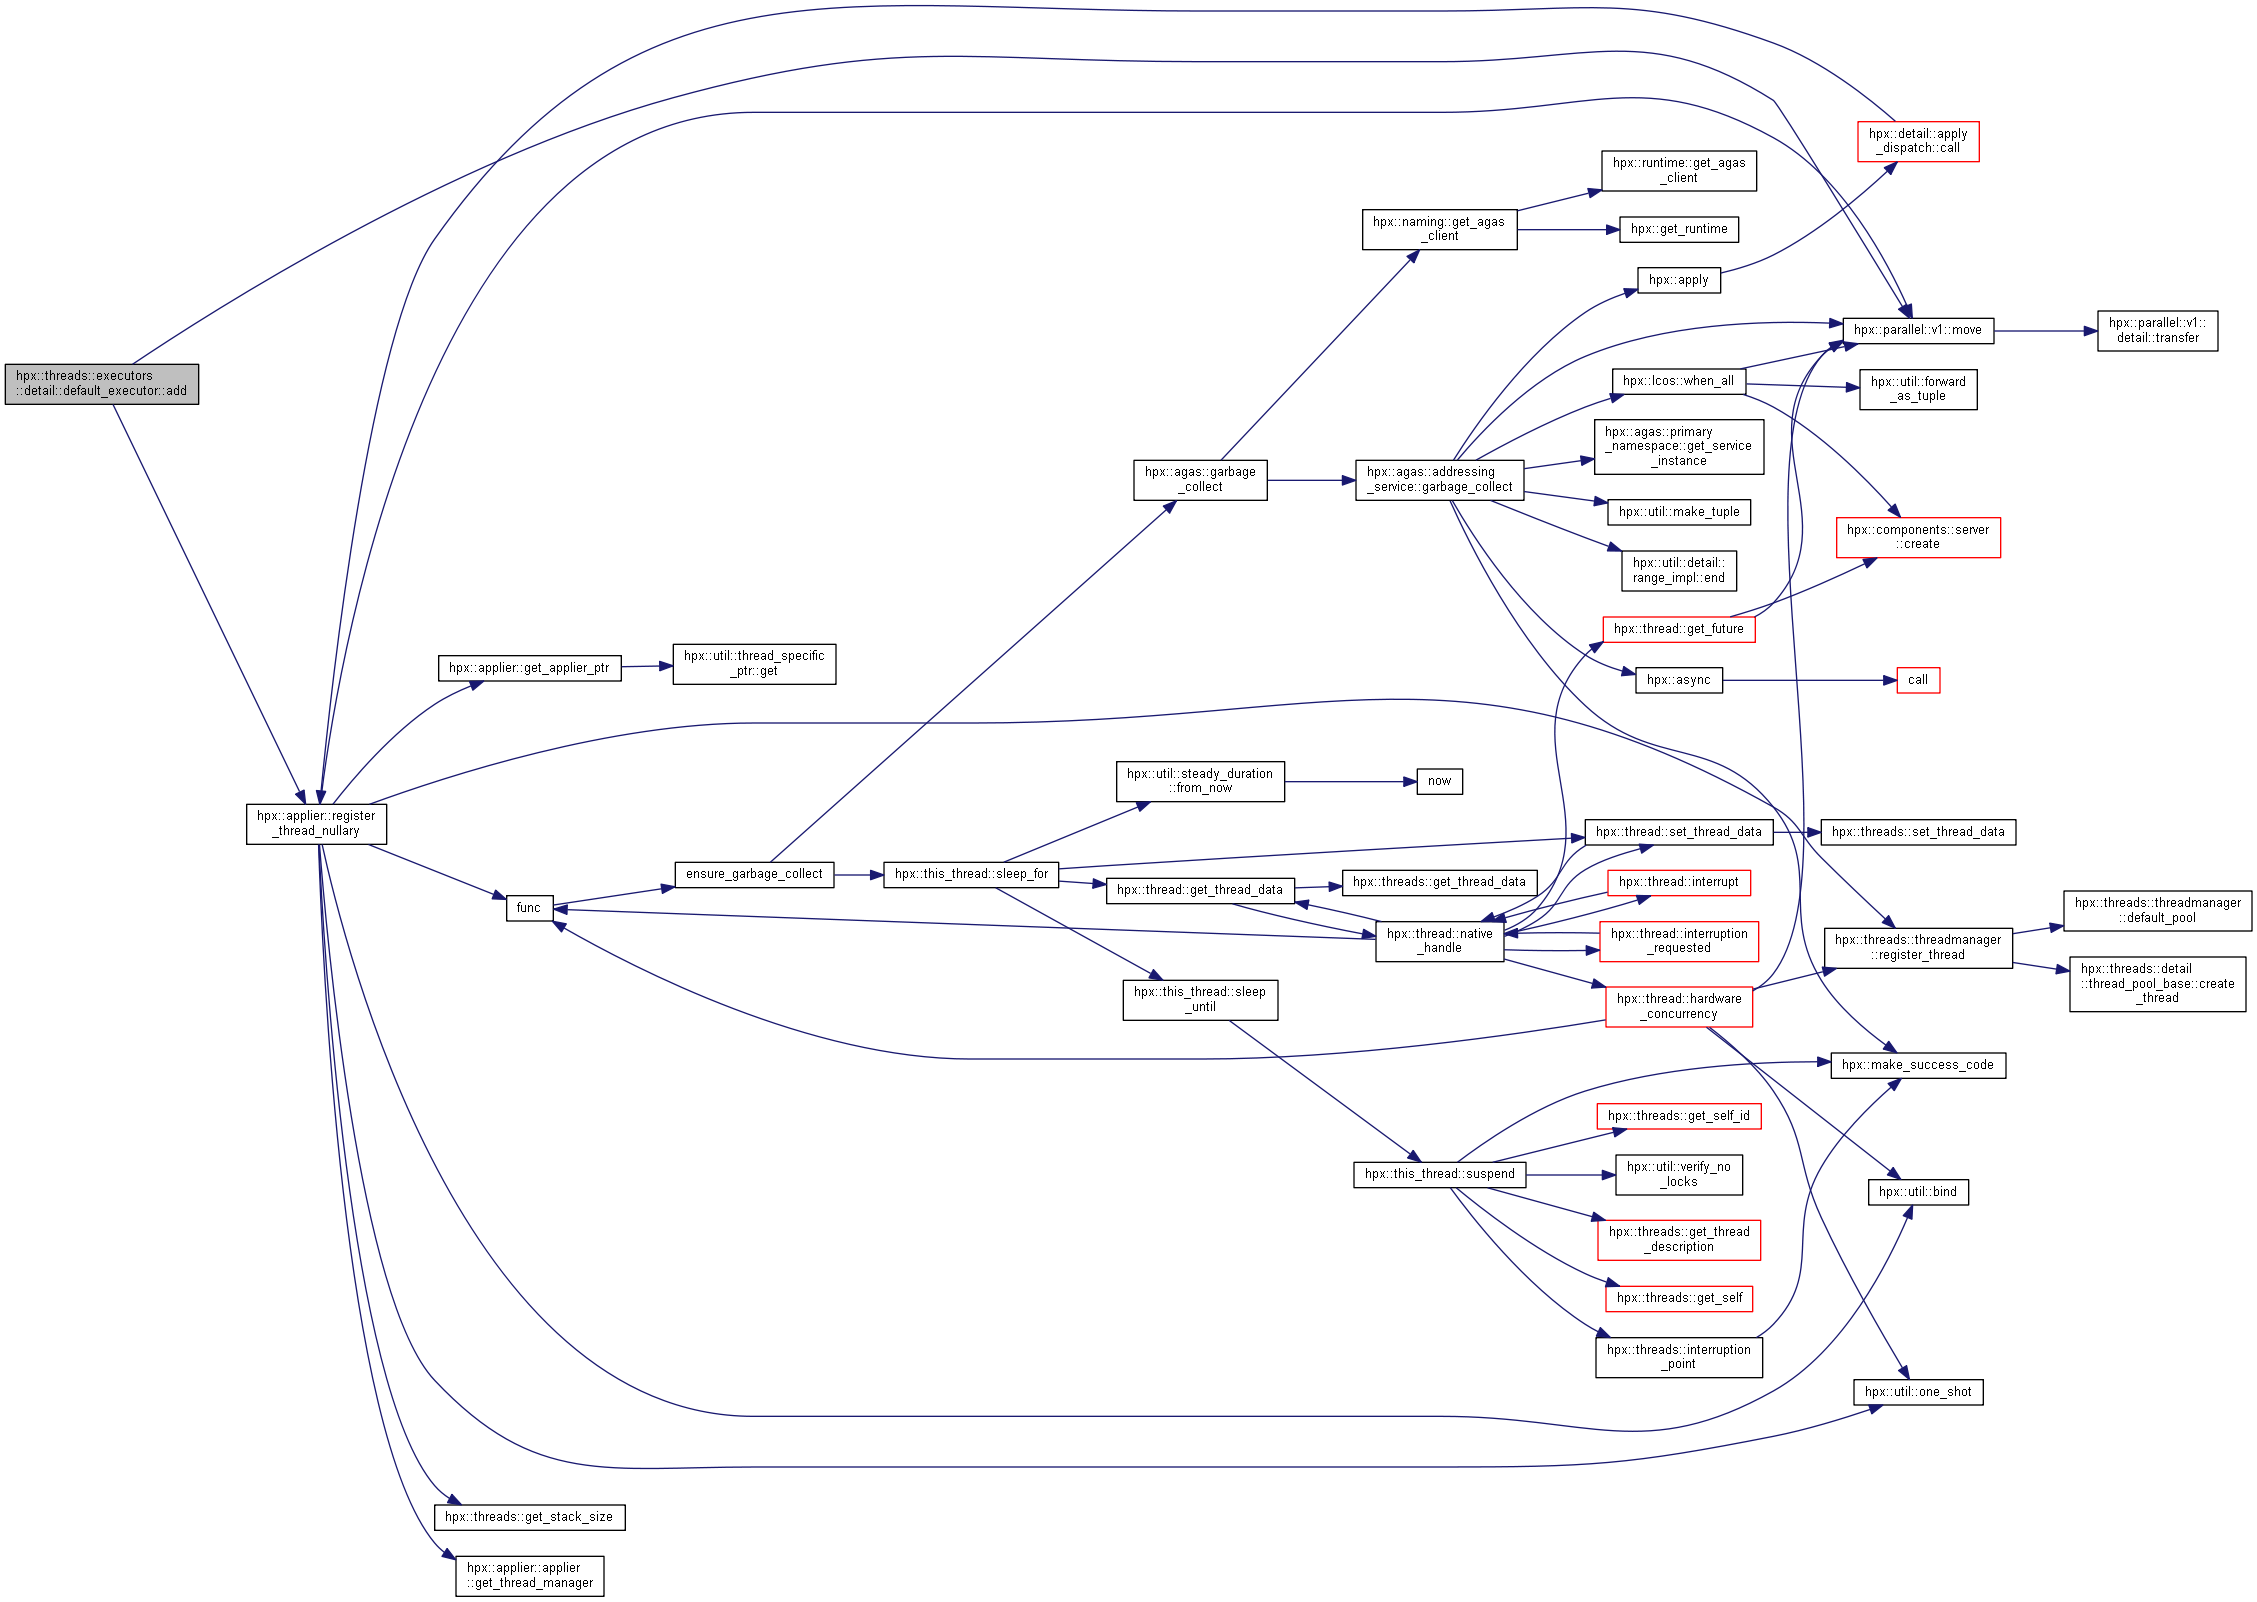 hpx::threads::executors
::detail::default_executor::add
hpx::applier::register
_thread_nullary
hpx::applier::get_applier_ptr
hpx::util::thread_specific
_ptr::get
func
ensure_garbage_collect
hpx::threads::get_stack_size
hpx::applier::applier
::get_thread_manager
hpx::agas::garbage
_collect
hpx::this_thread::sleep_for
hpx::util::steady_duration
::from_now
now
hpx::thread::get_thread_data
hpx::threads::get_thread_data
hpx::this_thread::sleep
_until
hpx::naming::get_agas
_client
hpx::agas::addressing
_service::garbage_collect
hpx::thread::native
_handle
hpx::this_thread::suspend
hpx::runtime::get_agas
_client
hpx::get_runtime
hpx::apply
hpx::lcos::when_all
hpx::agas::primary
_namespace::get_service
_instance
hpx::util::make_tuple
hpx::util::detail::
range_impl::end
hpx::thread::get_future
hpx::async
hpx::thread::set_thread_data
hpx::thread::interrupt
hpx::thread::interruption
_requested
hpx::thread::hardware
_concurrency
hpx::threads::get_self_id
hpx::util::verify_no
_locks
hpx::threads::get_thread
_description
hpx::threads::get_self
hpx::threads::interruption
_point
hpx::detail::apply
_dispatch::call
hpx::parallel::v1::move
hpx::util::forward
_as_tuple
hpx::components::server
::create
call
hpx::threads::set_thread_data
hpx::threads::threadmanager
::register_thread
hpx::make_success_code
hpx::util::bind
hpx::util::one_shot
hpx::parallel::v1::
detail::transfer
hpx::threads::threadmanager
::default_pool
hpx::threads::detail
::thread_pool_base::create
_thread